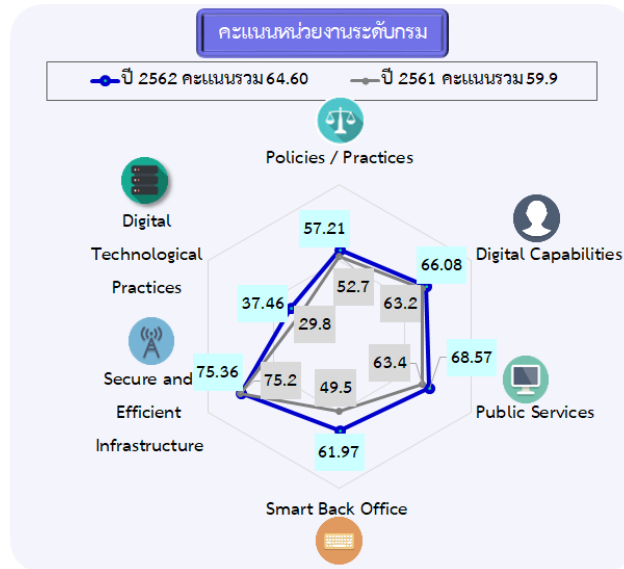 คะแนนหน่วยงานระดับกรม
ปี 2562 คะแนนรวม 64.60
ปี 2561 คะแนนรวม 59.9
Policies / Practices
Digital
Technological
Practices
Digital Capabilities
57.21
66.08
52.7
63.2
37.46
29.8
75.36
75.2
49.5
63.4
68.57
Secure and
Efficient
Infrastructure
Public Services
61.97
Smart Back Office